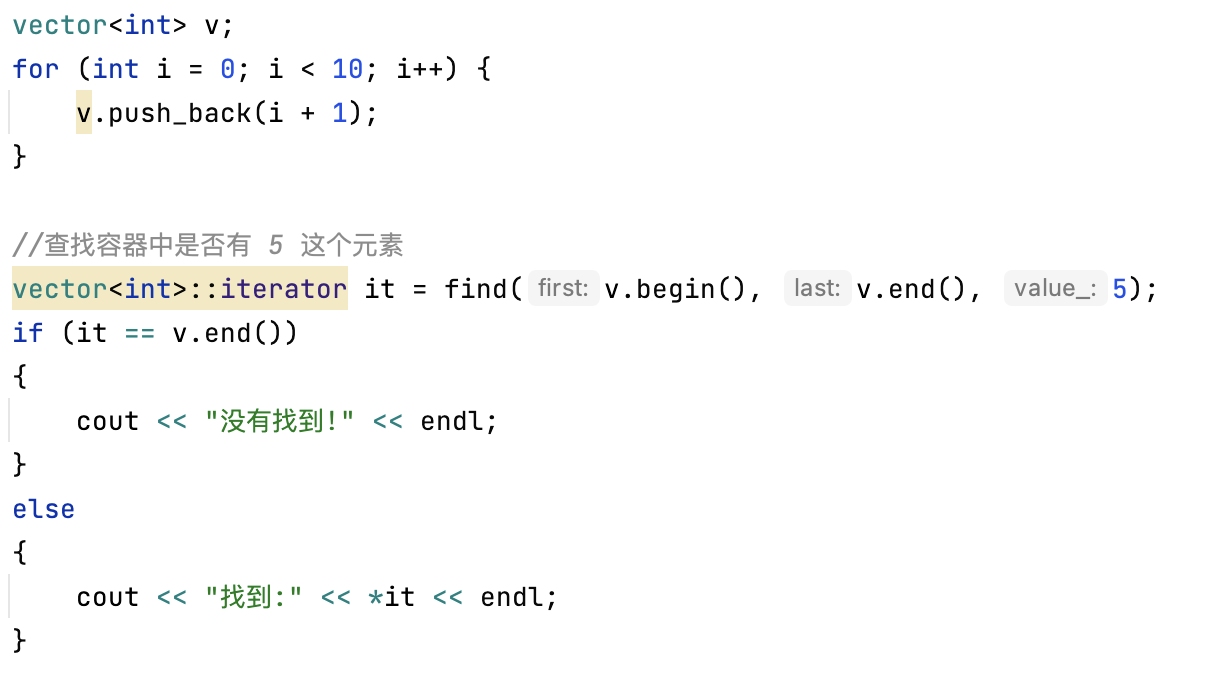 vector<int> v;
for (int i = 0; i < 10; i++) {
    v.push_back(i + 1);
}

//查找容器中是否有 5 这个元素
vector<int>::iterator it = find( first: v.begin(), last: v.end(), value_: 5);
if (it == v.end())
{
    cout << "没有找到!" << endl;
}
else
{
    cout << "找到:" << *it << endl;
}